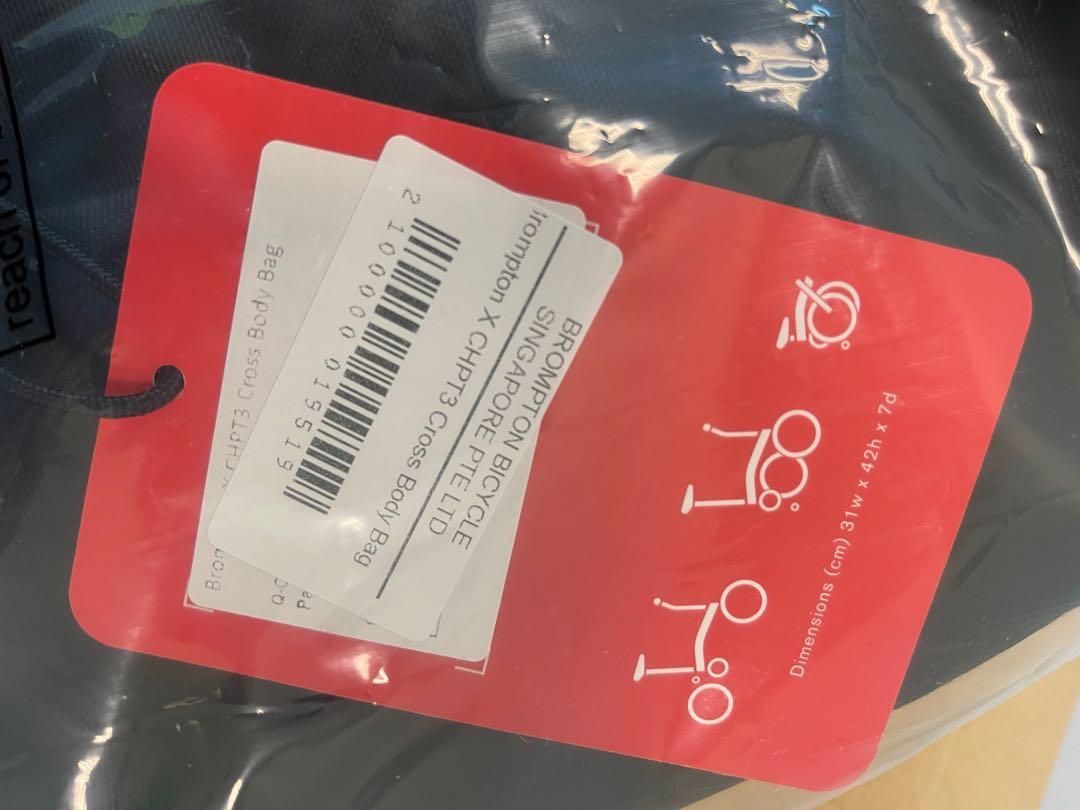 BROMPTON BICYCLE
SINGAPORE PTE LTD
rompton X CHPT3 Cross Body Bag
2 100000 019519
X CHPT3 Cross Body Bag
Dimensions (cm) 31w x 42h x 7d
reach